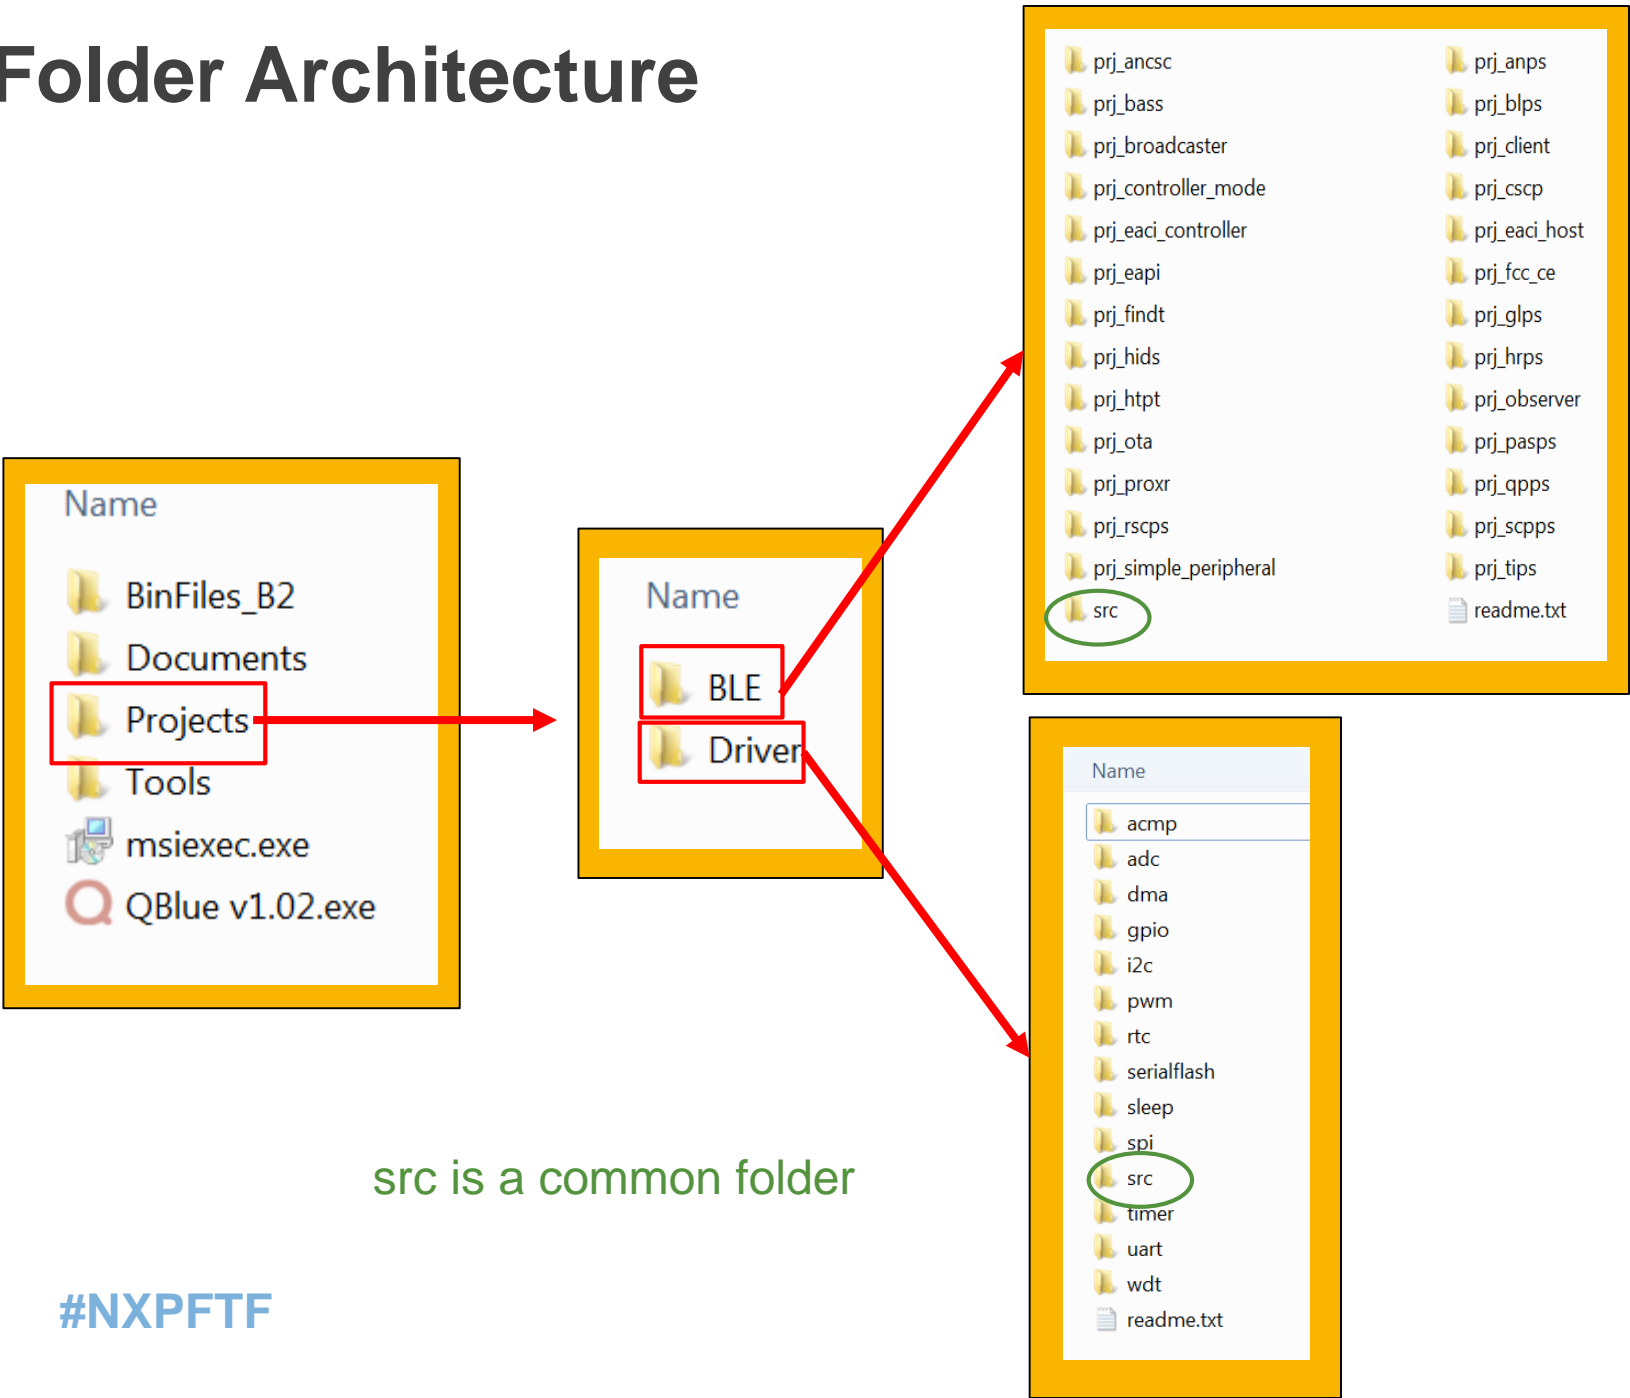 Folder Architecture
Name
BinFiles_B2
Documents
Projects
Tools
msiexec.exe
QBlue v1.02.exe
Name
BLE
Driver
prj_ancsc
prj_anps
prj_bass
prj_blps
prj_broadcaster
prj_client
prj_controller_mode
prj_cscp
prj_eaci_controller
prj_eaci_host
prj_eapi
prj_fcc_ce
prj_findt
prj_glps
prj_hids
prj_hrps
prj_htpt
prj_observer
prj_ota
prj_pasps
prj_proxr
prj_qpps
prj_rscps
prj_scpps
prj_simple_peripheral
prj_tips
src
readme.txt
Name
acmp
adc
dma
gpio
i2c
pwm
rtc
serialflash
sleep
spi
src
timer
uart
wdt
readme.txt
src is a common folder
#NXPFTF